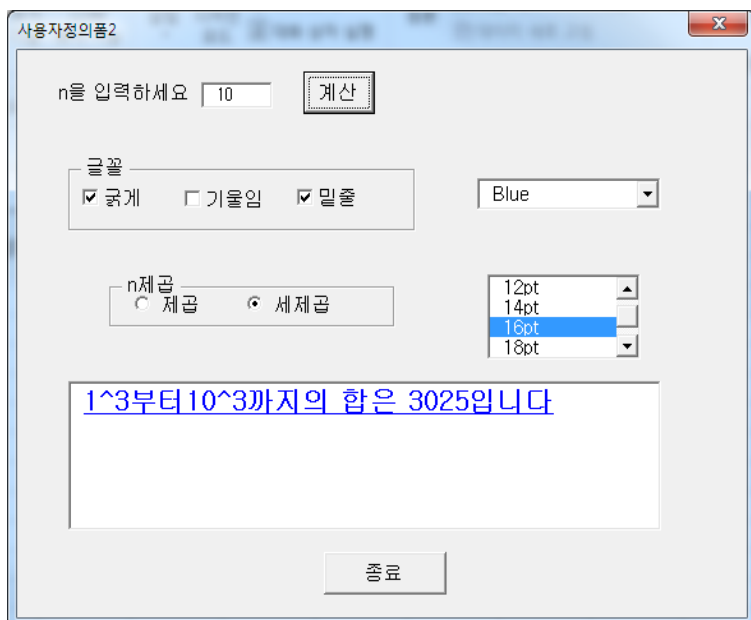 사용자정의폼2
n을 입력하세요 10 계산
글꼴
굵게 기울임 밑줄
Blue
n제곱
제곱 세제곱
12pt
14pt
16pt
18pt
1^3부터10^3까지의 합은 3025입니다
종료